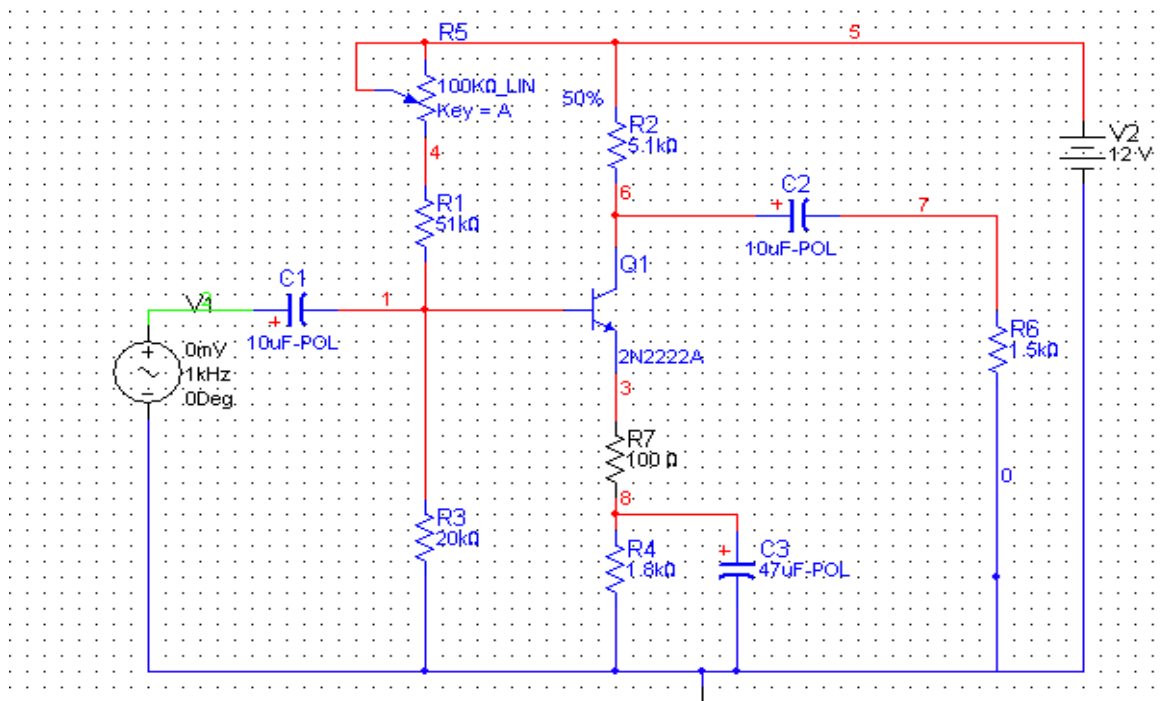 R5
5
100KΩ_LIN
Key = A
50%
R2
5.1kΩ
V2
12 V
4
6
C2
+
7
10uF-POL
R1
51kΩ
Q1
C1
V1
1
+
10uF-POL
2N2222A
R6
1.5kΩ
+
.0mV
1kHz
.0Deg.
3
R7
100 Ω
8
0
R3
20kΩ
R4
1.8kΩ
+
C3
47uF-POL